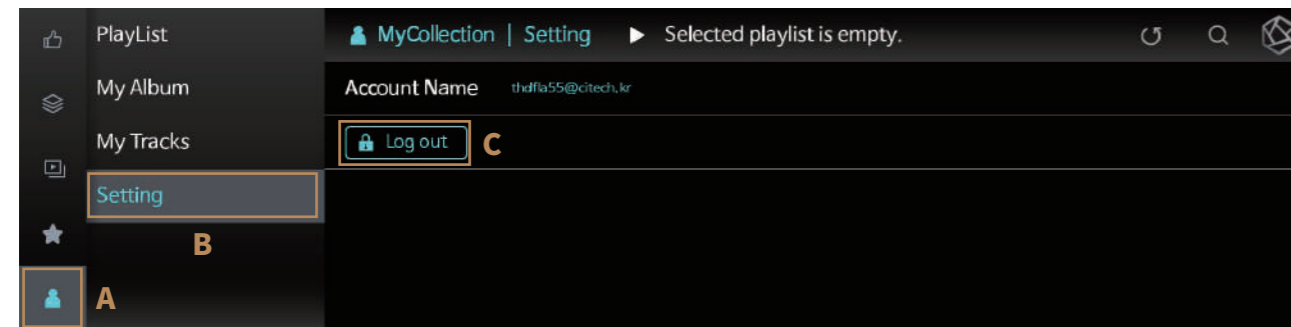 PlayList
My Album
My Tracks
Setting
B
A
MyCollection | Setting ▶ Selected playlist is empty.
Account Name thdfla55@citech.kr
Log out C